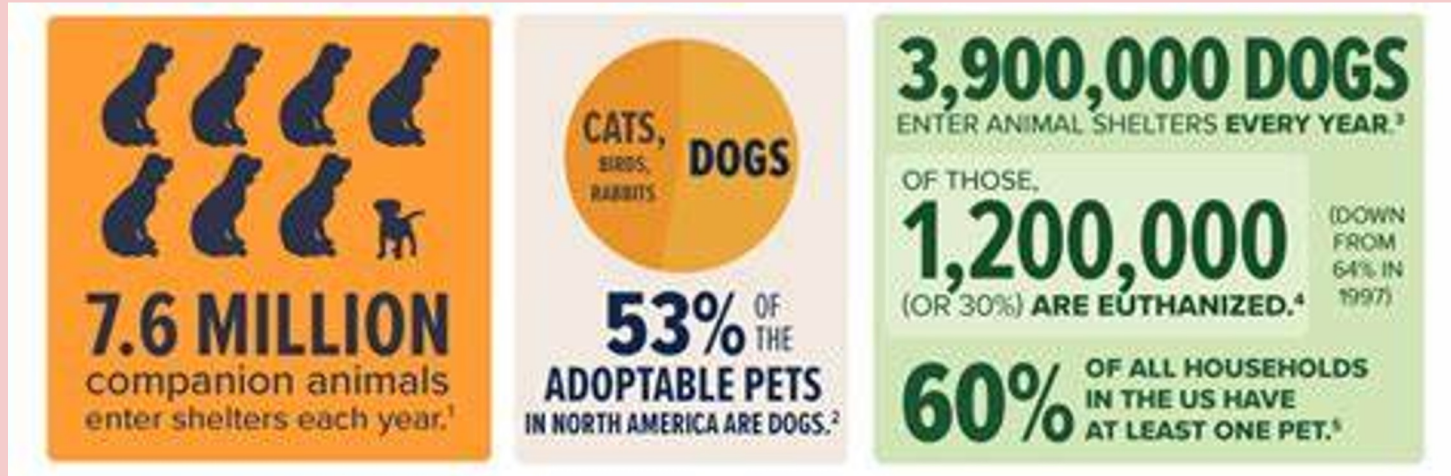 7.6 MILLION
companion animals
enter shelters each year.¹
CATS,
BIRDS,
RABBITS
DOGS
53% OF THE
ADOPTABLE PETS
IN NORTH AMERICA ARE DOGS.²
3,900,000 DOGS
ENTER ANIMAL SHELTERS EVERY YEAR.³
OF THOSE,
1,200,000
(OR 30%) ARE EUTHANIZED.⁴
(DOWN
FROM
64% IN
1997)
60%
OF ALL HOUSEHOLDS
IN THE US HAVE
AT LEAST ONE PET.⁵